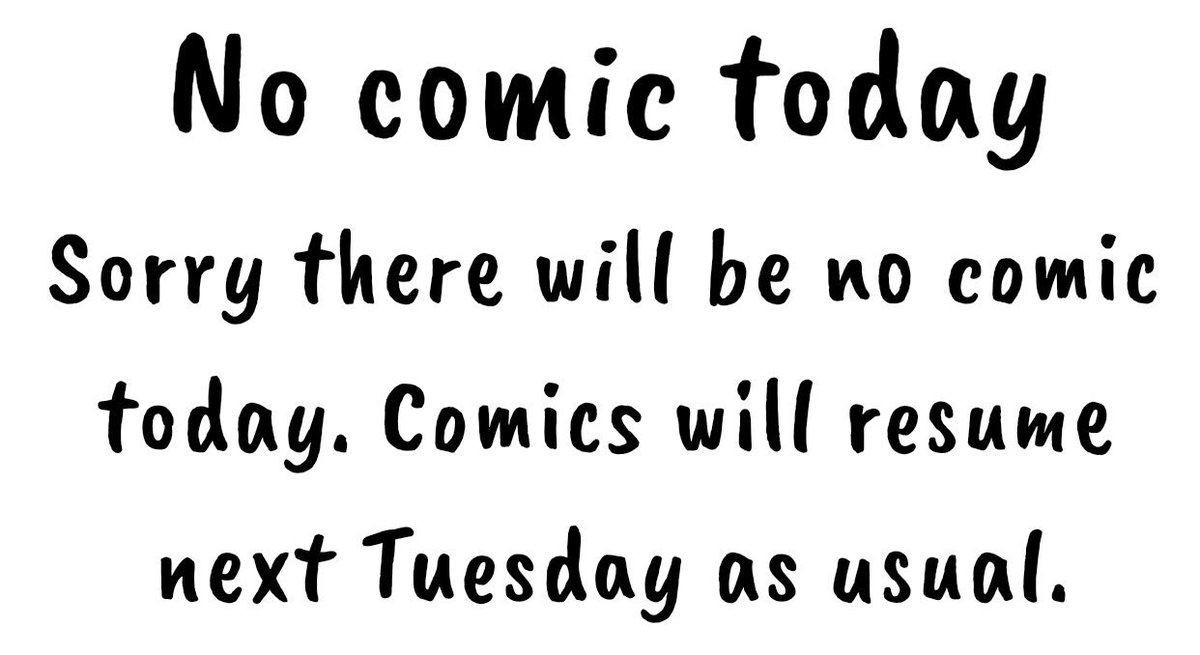 No comic today
Sorry there will be no comic
today. Comics will resume
next Tuesday as usual.